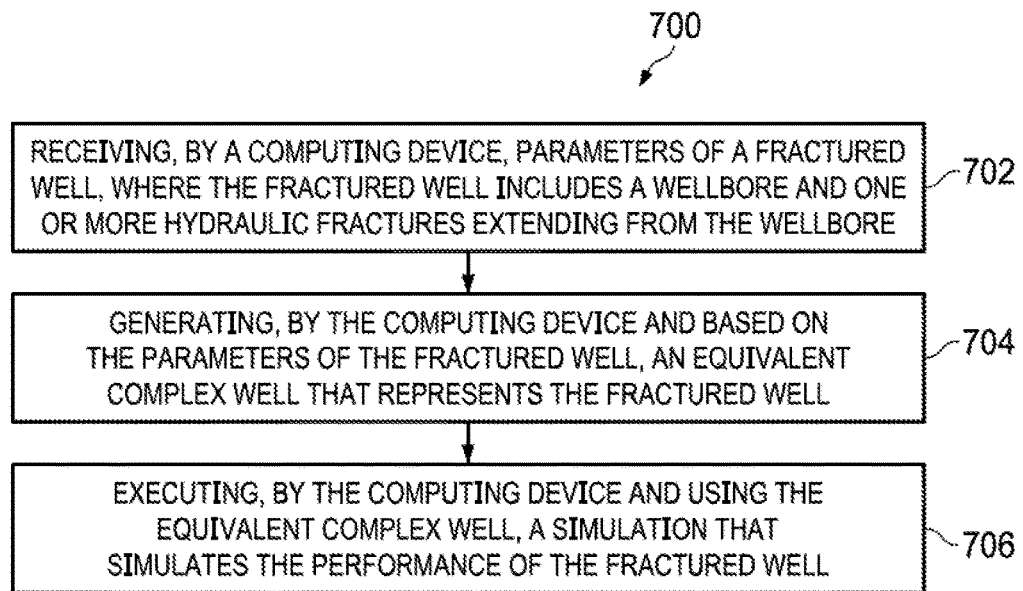 700
RECEIVING, BY A COMPUTING DEVICE, PARAMETERS OF A FRACTURED
WELL, WHERE THE FRACTURED WELL INCLUDES A WELLBORE AND ONE
OR MORE HYDRAULIC FRACTURES EXTENDING FROM THE WELLBORE
702
GENERATING, BY THE COMPUTING DEVICE AND BASED ON
THE PARAMETERS OF THE FRACTURED WELL, AN EQUIVALENT
COMPLEX WELL THAT REPRESENTS THE FRACTURED WELL
704
EXECUTING, BY THE COMPUTING DEVICE AND USING THE
EQUIVALENT COMPLEX WELL, A SIMULATION THAT
SIMULATES THE PERFORMANCE OF THE FRACTURED WELL
706